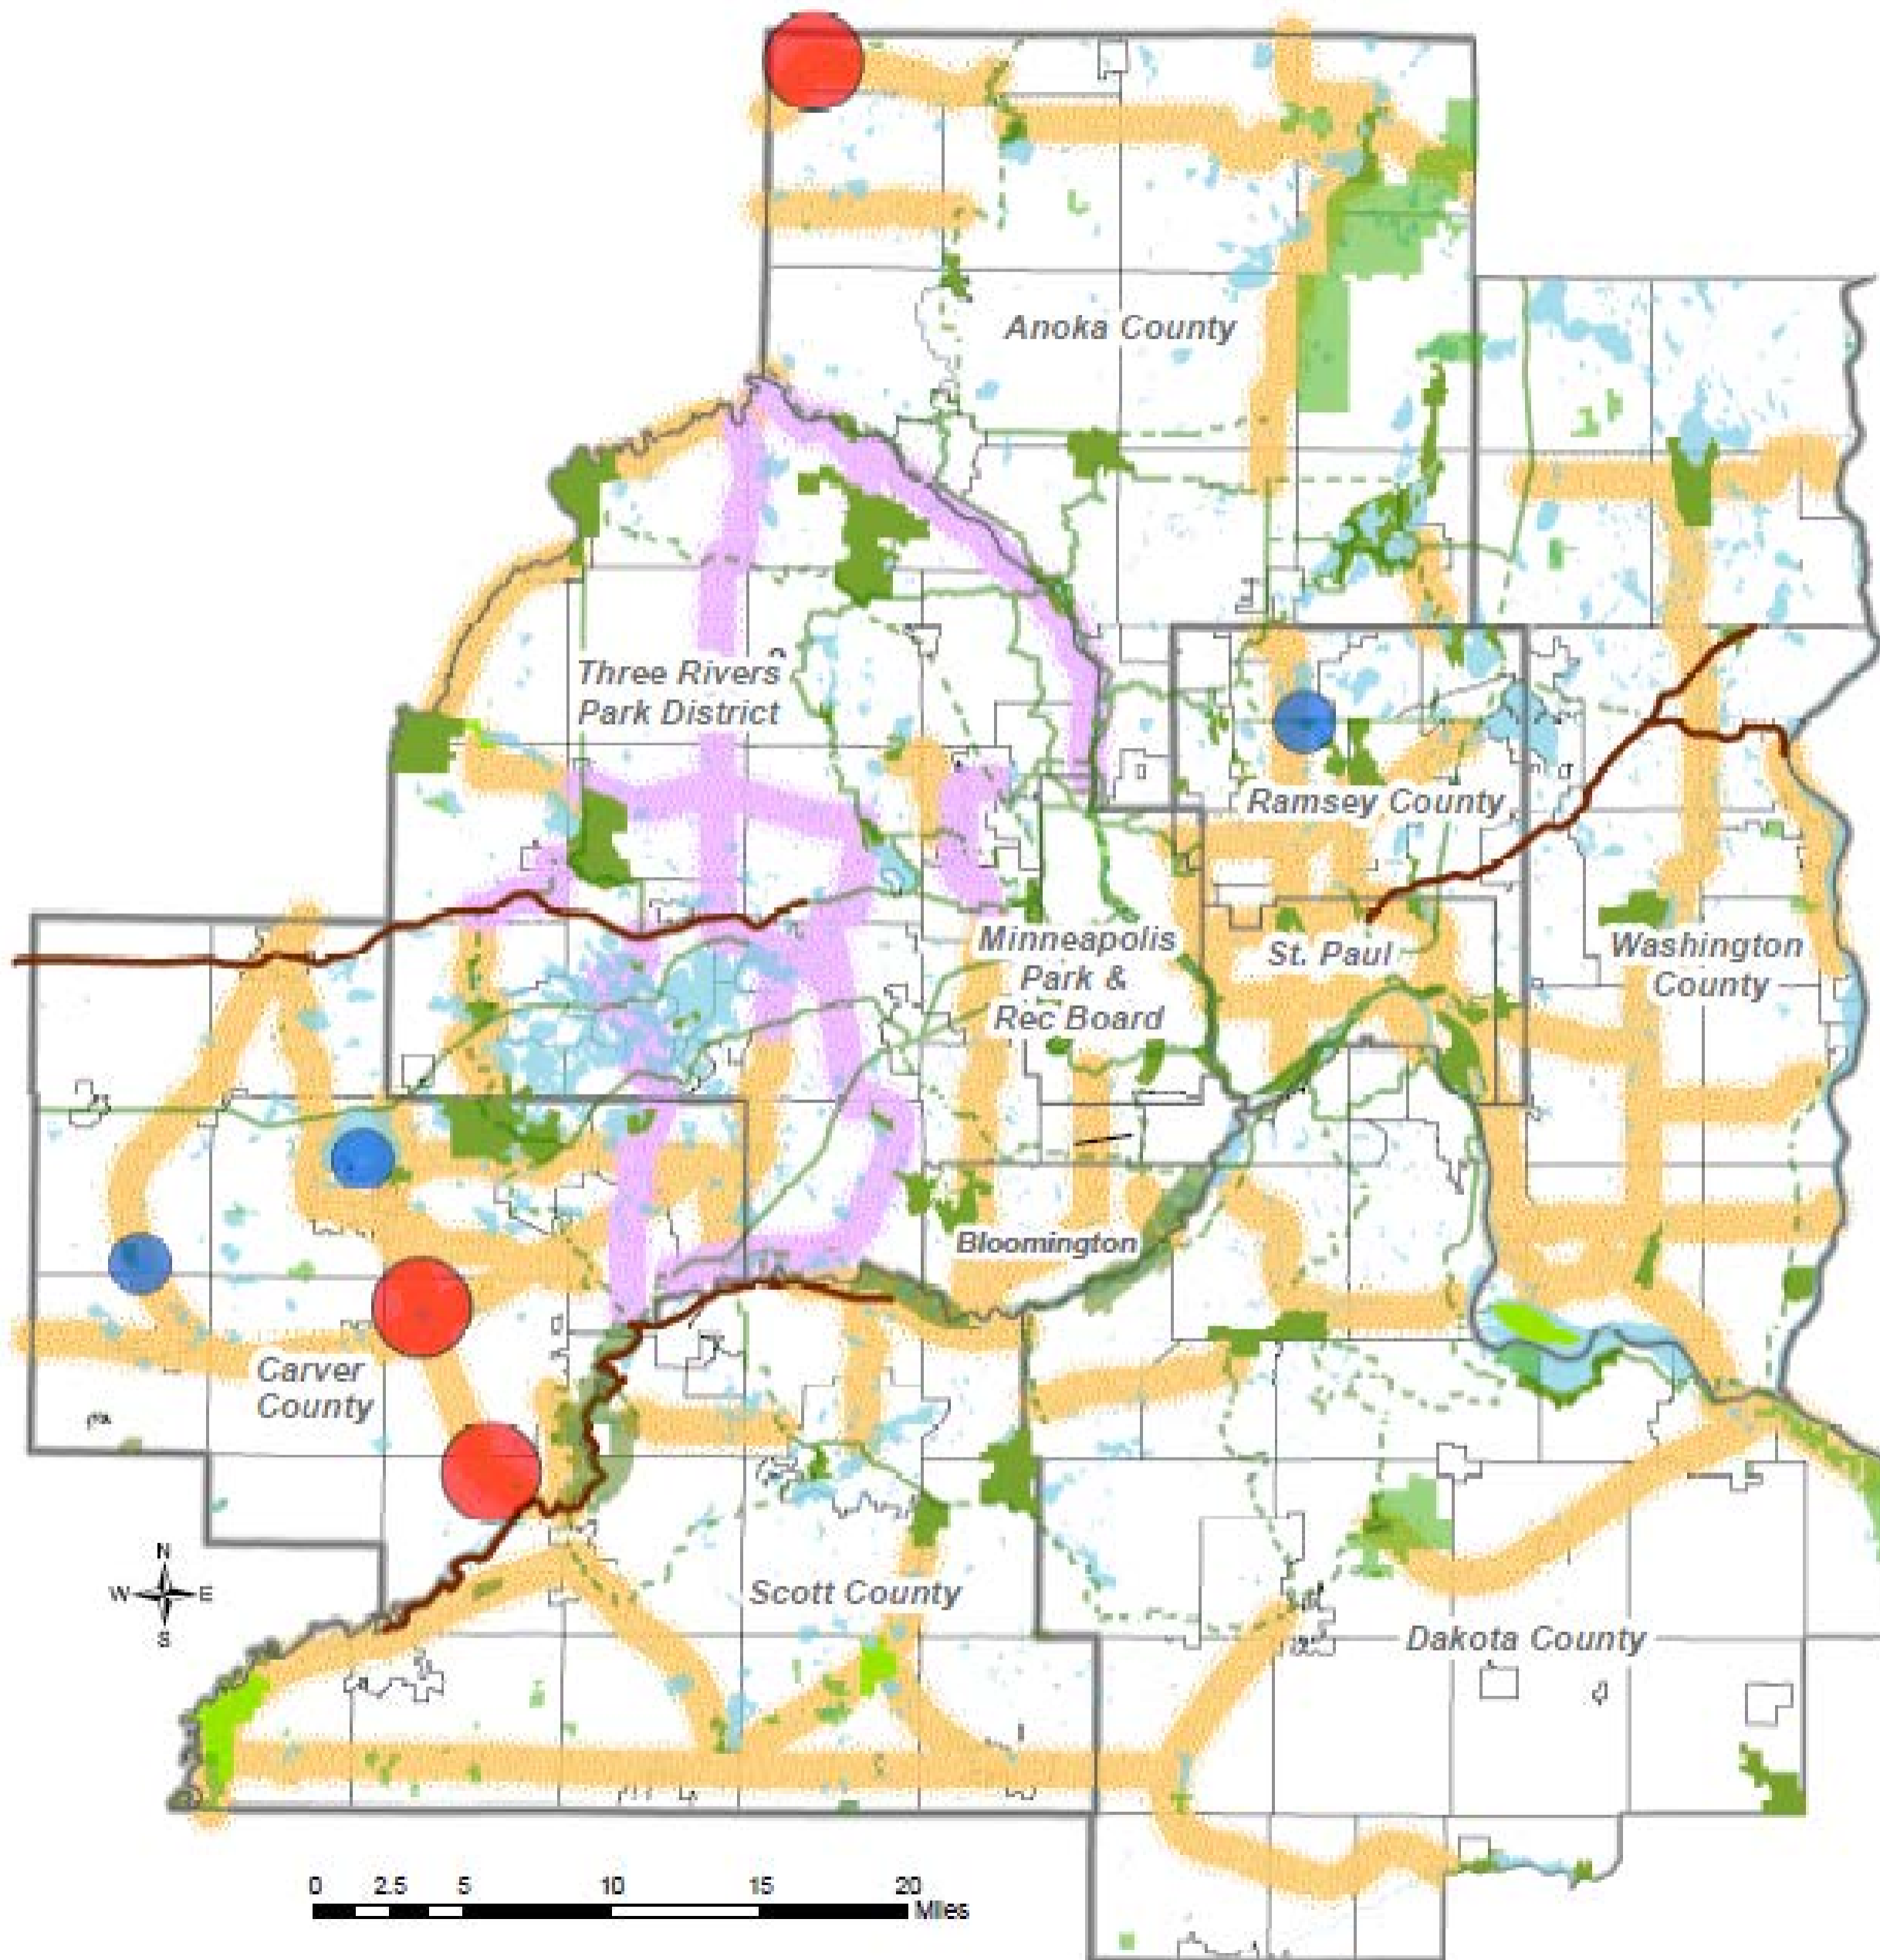 Anoka County
Three Rivers
Park District
Ramsey County
Minneapolis
Park &
Rec Board
St. Paul
Washington
County
Bloomington
Carver
County
N
W
E
S
Scott County
Dakota County
0 2.5 5 10 15 20
Miles